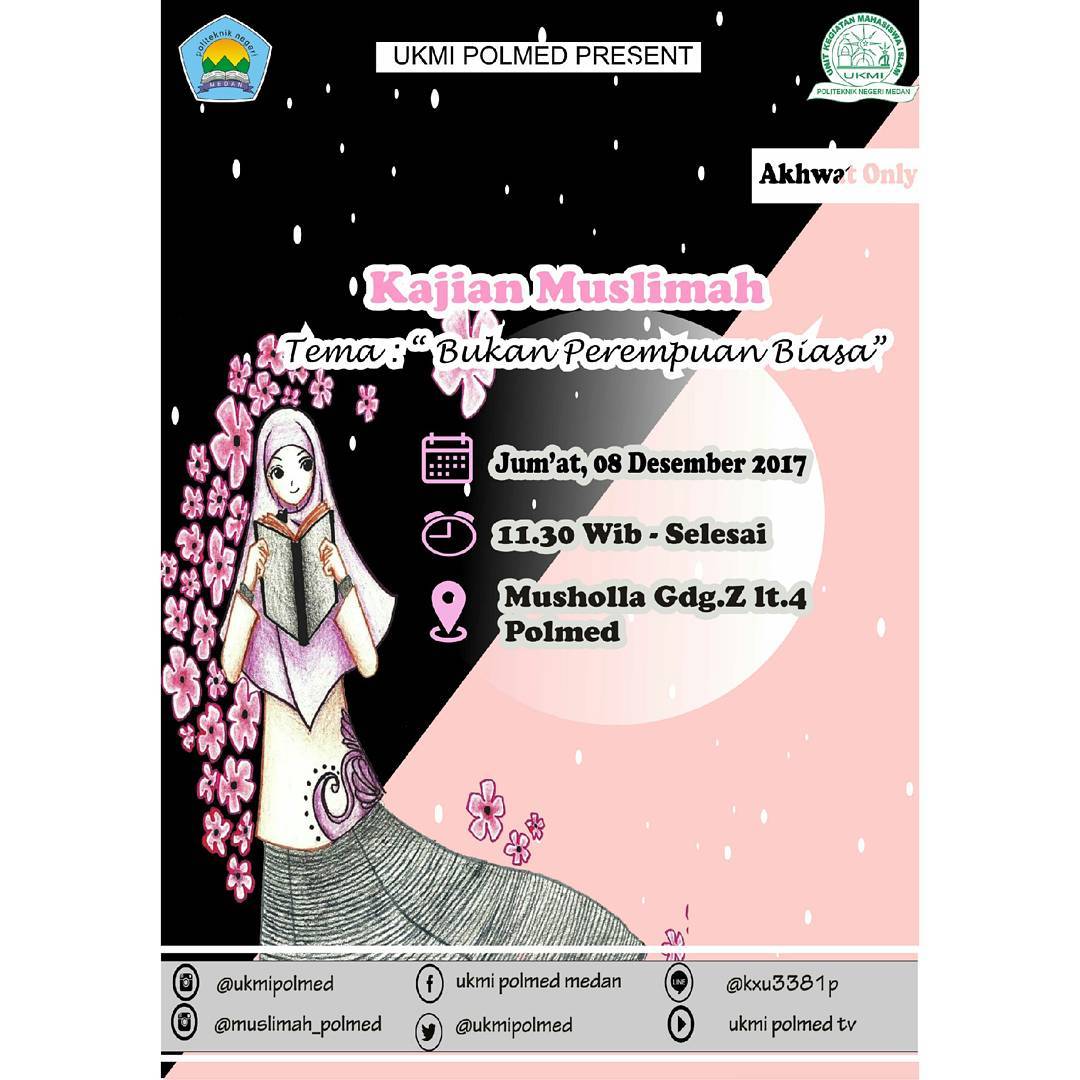 politeknik negeri
MEDAN
UKMI POLMED PRESENT
UNIT KEGIATAN MAHASISWA ISLAM
UKMI
POLITEKNIK NEGERI MEDAN
Akhwat Only
Kajian Muslimah
Tema : “ Bukan Perempuan Biasa”
Jum’at, 08 Desember 2017
11.30 Wib - Selesai
Musholla Gdg.Z lt.4
Polmed
@ukmipolmed
ukmi polmed medan
LINE
@kxu3381p
@muslimah_polmed
@ukmipolmed
ukmi polmed tv